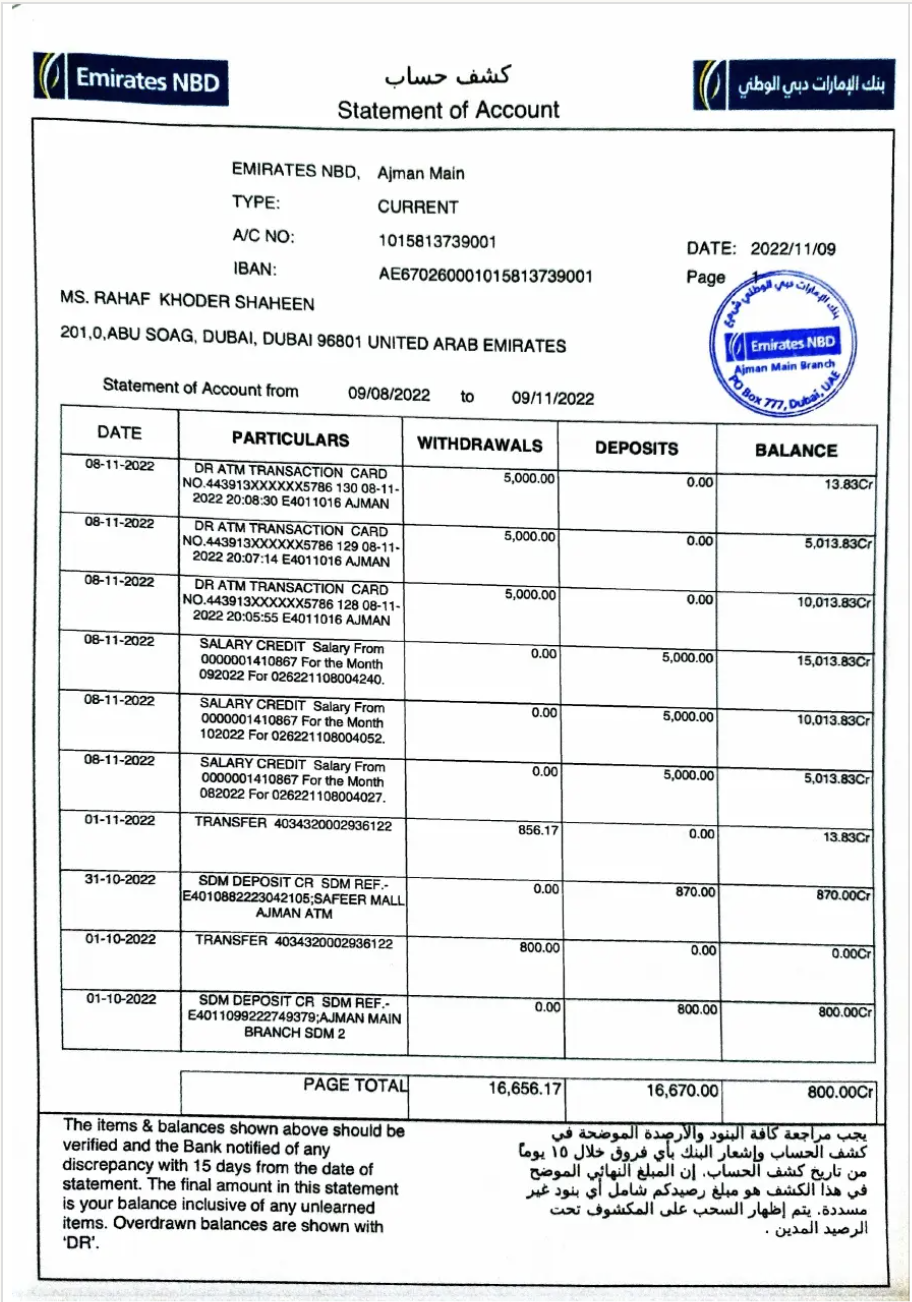 Emirates NBD
كشف حساب
Statement of Account
بنك الإمارات دبي الوطني
EMIRATES NBD, Ajman Main
TYPE: CURRENT
A/C NO: 1015813739001
DATE: 2022/11/09
IBAN: AE670260001015813739001
Page 1
MS. RAHAF KHODER SHAHEEN
201,0,ABU SOAG, DUBAI, DUBAI 96801 UNITED ARAB EMIRATES
بنك الإمارات دبي الوطني ش.م.ع
Emirates NBD
Ajman Main Branch
PO Box 777, Dubai, UAE
Statement of Account from 09/08/2022 to 09/11/2022
DATE PARTICULARS WITHDRAWALS DEPOSITS BALANCE
08-11-2022 DR ATM TRANSACTION CARD 5,000.00 0.00 13.83Cr
NO.443913XXXXXX5786 130 08-11-
2022 20:08:30 E4011016 AJMAN
08-11-2022 DR ATM TRANSACTION CARD 5,000.00 0.00 5,013.83Cr
NO.443913XXXXXX5786 129 08-11-
2022 20:07:14 E4011016 AJMAN
08-11-2022 DR ATM TRANSACTION CARD 5,000.00 0.00 10,013.83Cr
NO.443913XXXXXX5786 128 08-11-
2022 20:05:55 E4011016 AJMAN
08-11-2022 SALARY CREDIT Salary From 0.00 5,000.00 15,013.83Cr
0000001410867 For the Month
092022 For 026221108004240.
08-11-2022 SALARY CREDIT Salary From 0.00 5,000.00 10,013.83Cr
0000001410867 For the Month
102022 For 026221108004052.
08-11-2022 SALARY CREDIT Salary From 0.00 5,000.00 5,013.83Cr
0000001410867 For the Month
082022 For 026221108004027.
01-11-2022 TRANSFER 4034320002936122 856.17 0.00 13.83Cr
31-10-2022 SDM DEPOSIT CR SDM REF.- 0.00 870.00 870.00Cr
E4010882223042105;SAFEER MALL
AJMAN ATM
01-10-2022 TRANSFER 4034320002936122 800.00 0.00 0.00Cr
01-10-2022 SDM DEPOSIT CR SDM REF.- 0.00 800.00 800.00Cr
E4011099222749379;AJMAN MAIN
BRANCH SDM 2
PAGE TOTAL 16,656.17 16,670.00 800.00Cr
The items & balances shown above should be
verified and the Bank notified of any
discrepancy with 15 days from the date of
statement. The final amount in this statement
is your balance inclusive of any unlearned
items. Overdrawn balances are shown with
'DR'.
يجب مراجعة كافة البنود والأرصدة الموضحة في
كشف الحساب وإشعار البنك بأي فروق خلال ١٥ يوماً
من تاريخ كشف الحساب. إن المبلغ النهائي الموضح
في هذا الكشف هو مبلغ رصيدكم شامل أي بنود غير
مسددة. يتم إظهار السحب على المكشوف تحت
الرصيد المدين .